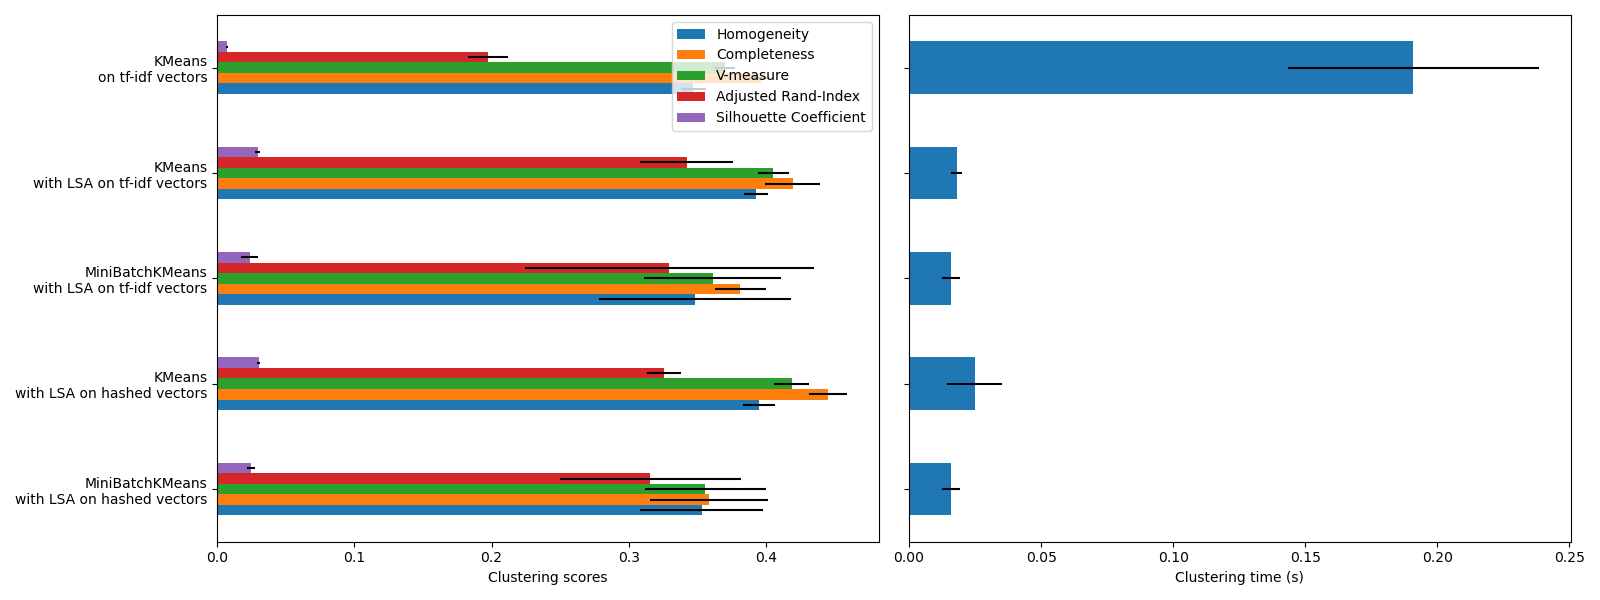 KMeans
on tf-idf vectors
KMeans
with LSA on tf-idf vectors
MiniBatchKMeans
with LSA on tf-idf vectors
KMeans
with LSA on hashed vectors
MiniBatchKMeans
with LSA on hashed vectors
Homogeneity
Completeness
V-measure
Adjusted Rand-Index
Silhouette Coefficient
0.0 0.1 0.2 0.3 0.4
Clustering scores
0.00 0.05 0.10 0.15 0.20 0.25
Clustering time (s)